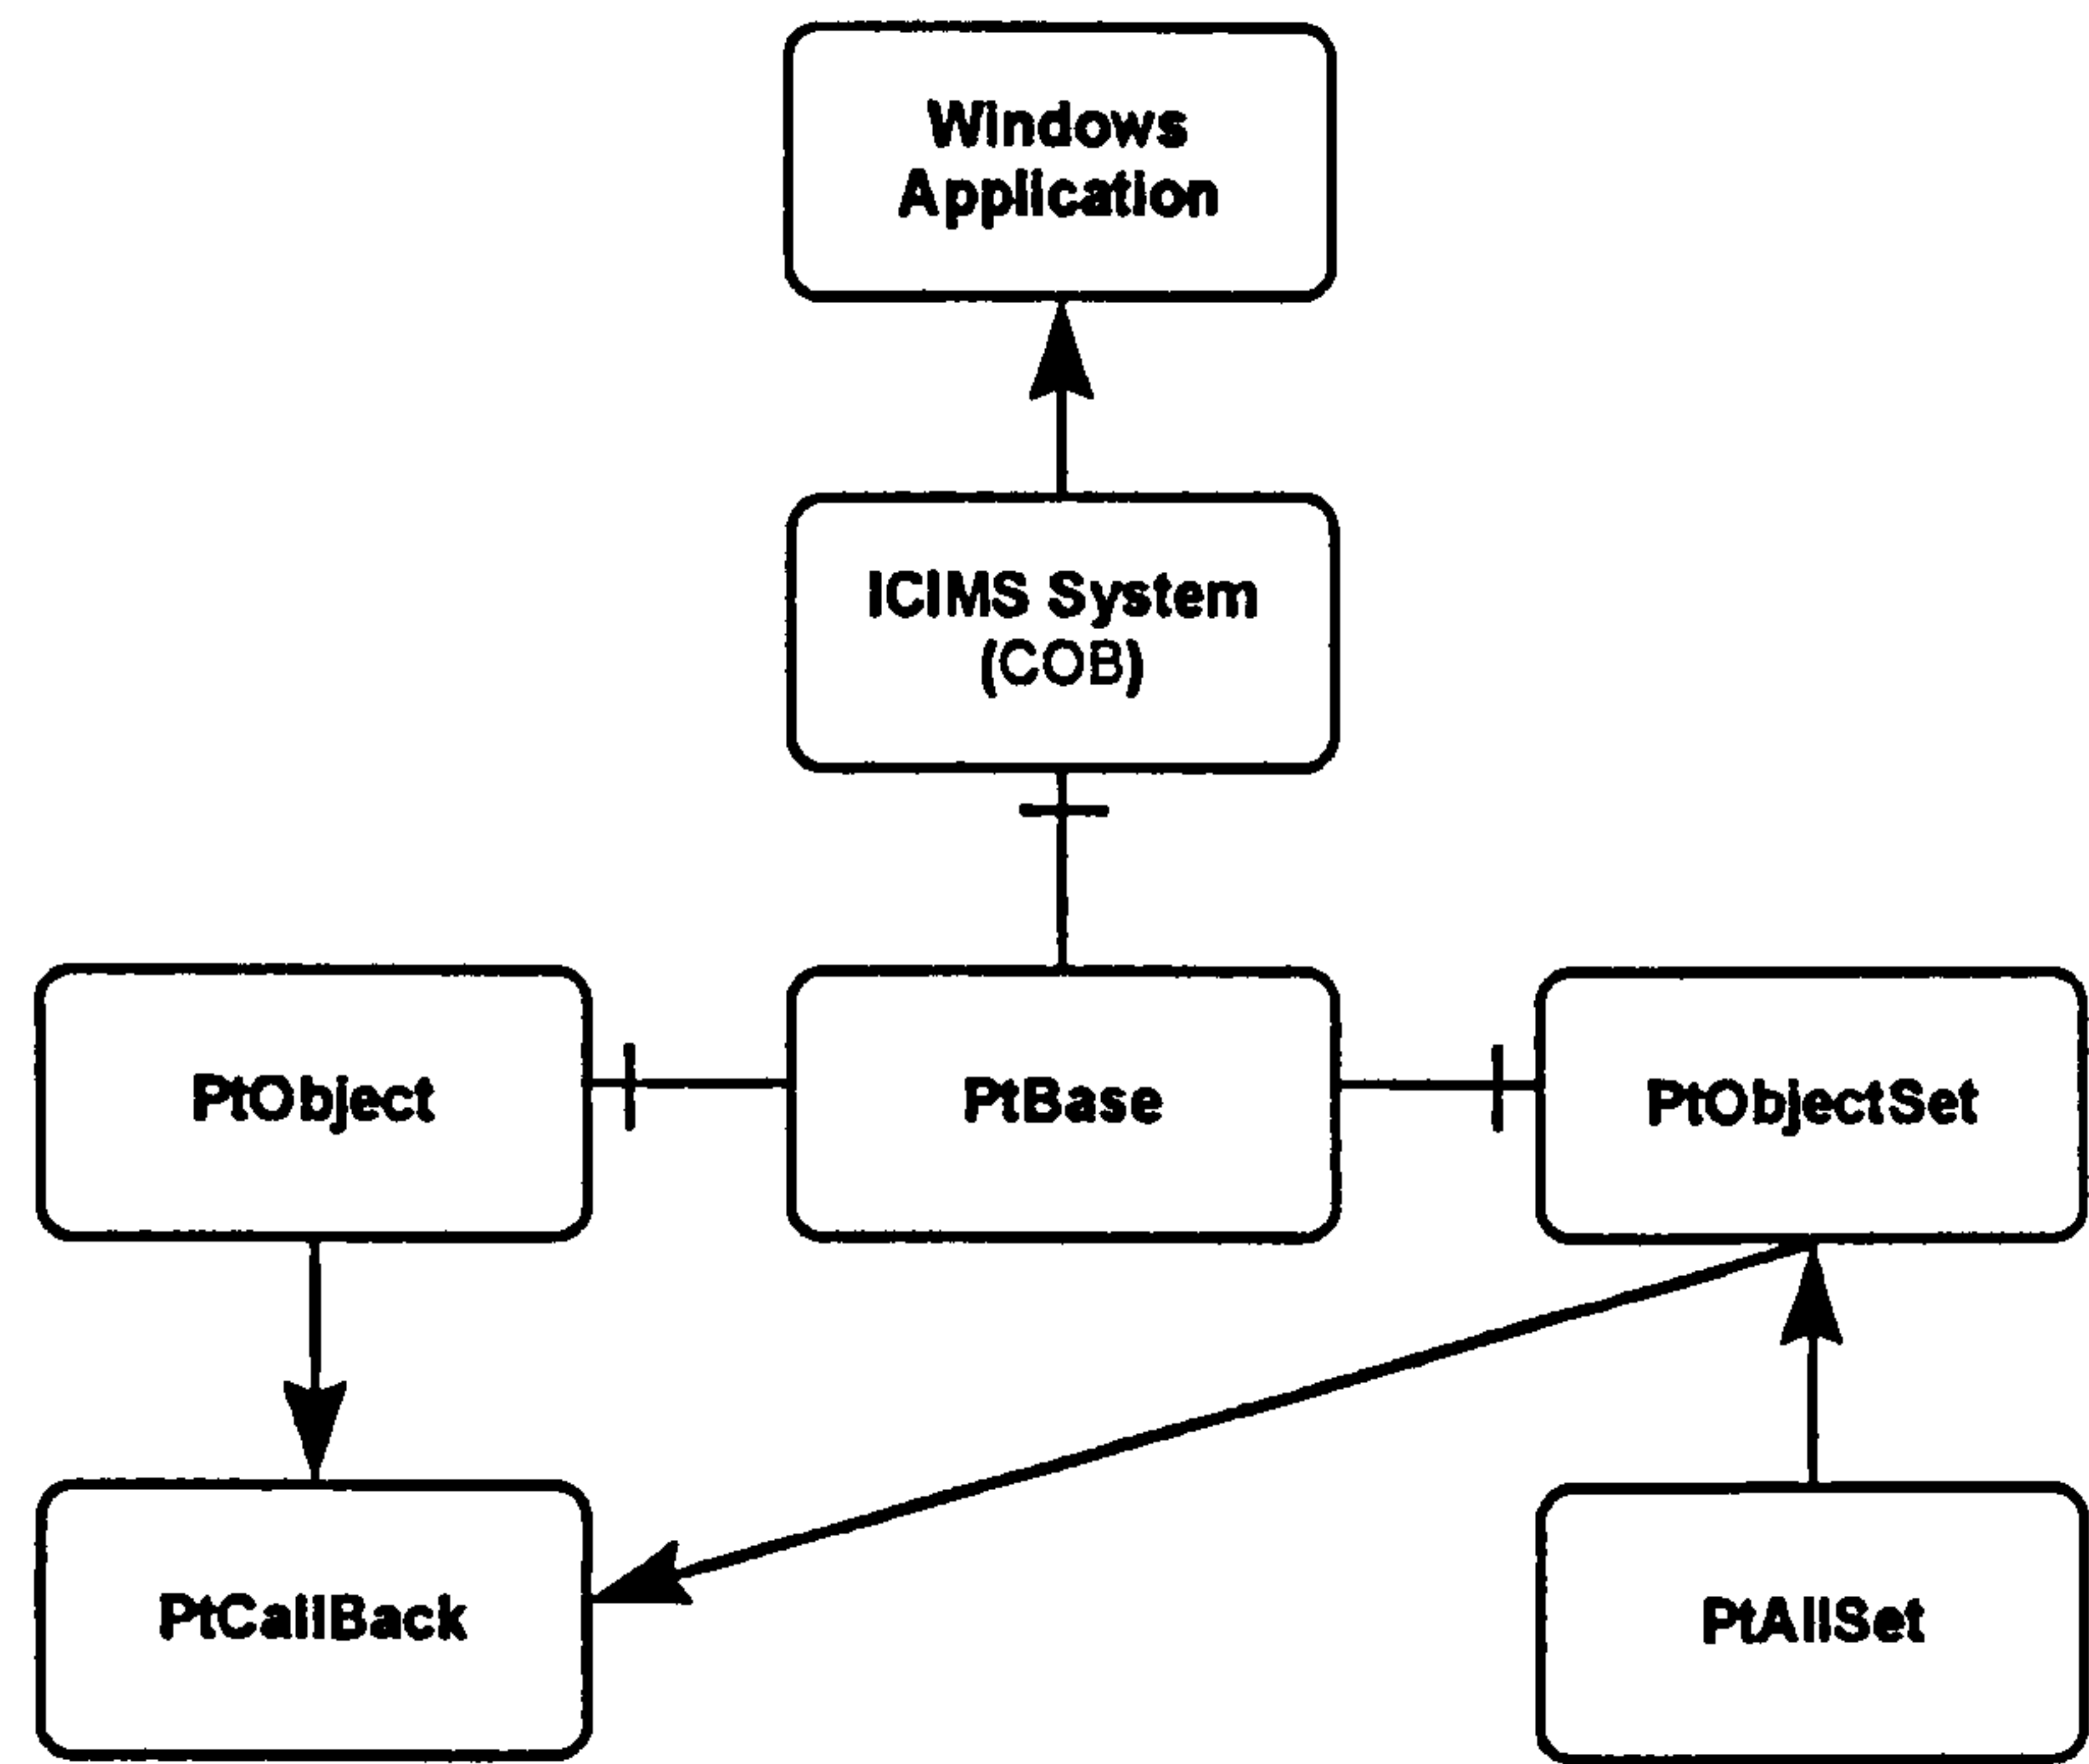 Windows
Application
ICIMS System
(COB)
PtObject
PtBase
PtObjectSet
PtCallBack
PtAllSet